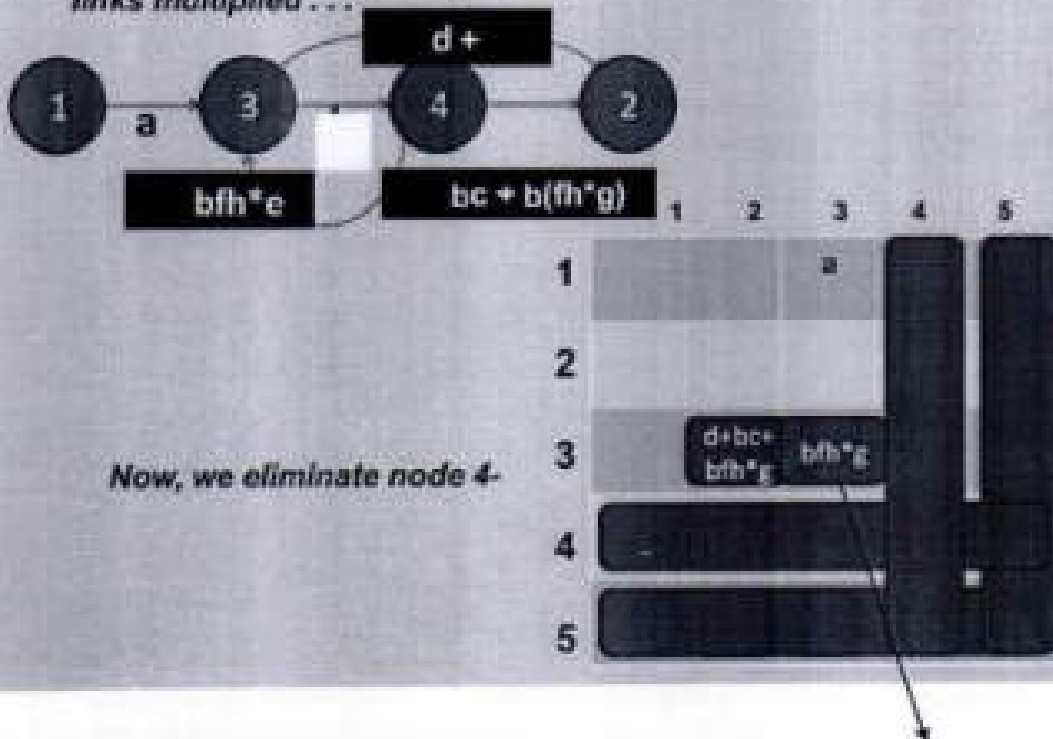 links multiplied . . .
d +
1 3 4 2
a
bfh*e
bc + b(fh*g)
1 2 3 4 5
1 a
2
3 d+bc+ bfh*g bfh*g
Now, we eliminate node 4-
4
5